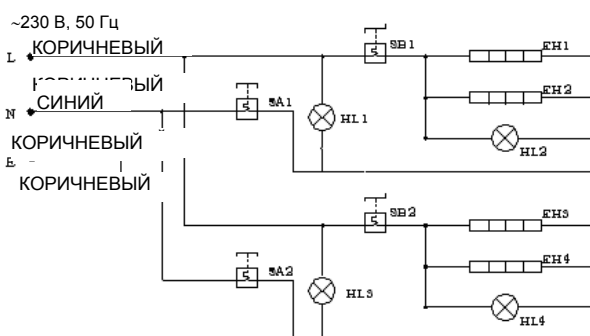 ~230 В, 50 Гц
L КОРИЧНЕВЫЙ
SB1
EH1
КОРИЧНЕВЫЙ
EH2
N СИНИЙ
SA1
HL1
HL2
КОРИЧНЕВЫЙ
E
КОРИЧНЕВЫЙ
SB2
EH3
EH4
SA2
HL3
HL4